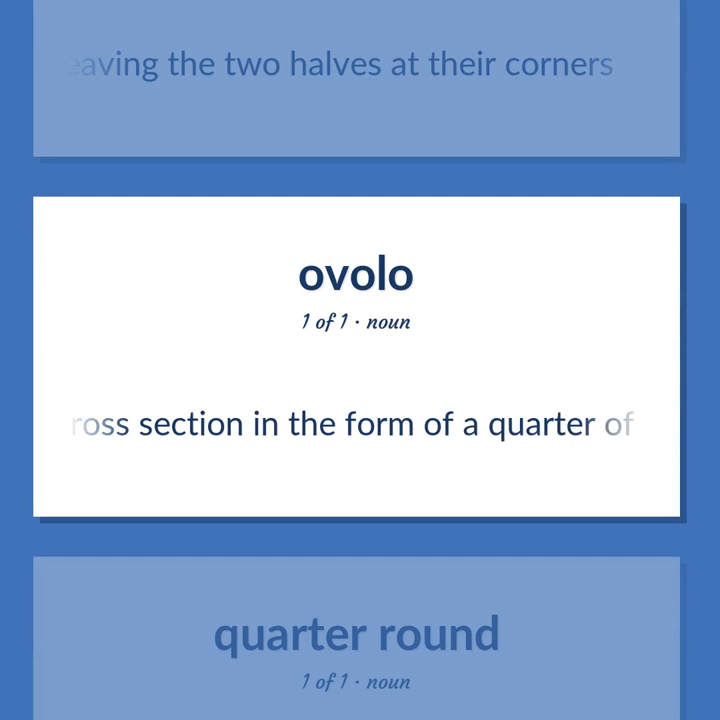 eaving the two halves at their corners
ovolo
1 of 1 · noun
ross section in the form of a quarter of
quarter round
1 of 1 · noun